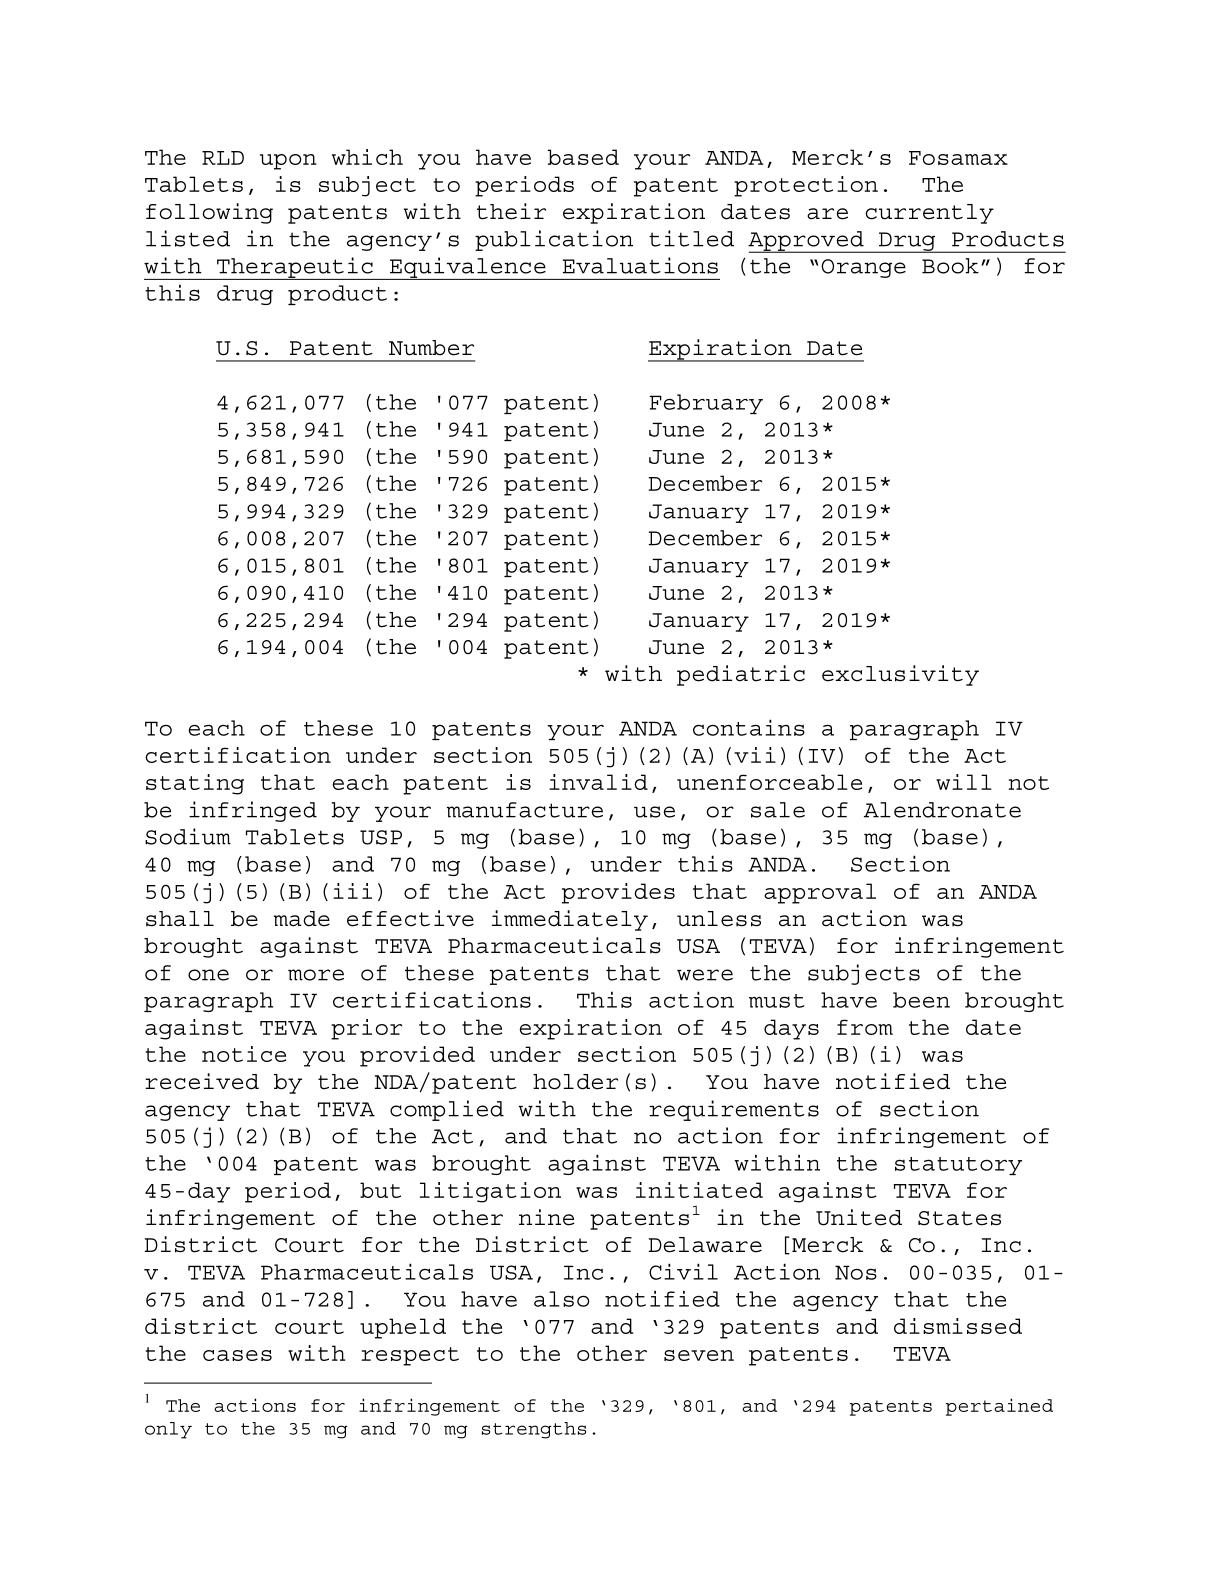 The RLD upon which you have based your ANDA, Merck’s Fosamax
Tablets, is subject to periods of patent protection.  The
following patents with their expiration dates are currently
listed in the agency’s publication titled Approved Drug Products
with Therapeutic Equivalence Evaluations (the “Orange Book”) for
this drug product:
U.S. Patent Number Expiration Date
4,621,077 (the '077 patent) February 6, 2008*
5,358,941 (the '941 patent) June 2, 2013*
5,681,590 (the '590 patent) June 2, 2013*
5,849,726 (the '726 patent) December 6, 2015*
5,994,329 (the '329 patent) January 17, 2019*
6,008,207 (the '207 patent) December 6, 2015*
6,015,801 (the '801 patent) January 17, 2019*
6,090,410 (the '410 patent) June 2, 2013*
6,225,294 (the '294 patent) January 17, 2019*
6,194,004 (the '004 patent) June 2, 2013*
* with pediatric exclusivity
To each of these 10 patents your ANDA contains a paragraph IV
certification under section 505(j)(2)(A)(vii)(IV) of the Act
stating that each patent is invalid, unenforceable, or will not
be infringed by your manufacture, use, or sale of Alendronate
Sodium Tablets USP, 5 mg (base), 10 mg (base), 35 mg (base),
40 mg (base) and 70 mg (base), under this ANDA.  Section
505(j)(5)(B)(iii) of the Act provides that approval of an ANDA
shall be made effective immediately, unless an action was
brought against TEVA Pharmaceuticals USA (TEVA) for infringement
of one or more of these patents that were the subjects of the
paragraph IV certifications.  This action must have been brought
against TEVA prior to the expiration of 45 days from the date
the notice you provided under section 505(j)(2)(B)(i) was
received by the NDA/patent holder(s).  You have notified the
agency that TEVA complied with the requirements of section
505(j)(2)(B) of the Act, and that no action for infringement of
the ‘004 patent was brought against TEVA within the statutory
45-day period, but litigation was initiated against TEVA for
infringement of the other nine patents1 in the United States
District Court for the District of Delaware [Merck & Co., Inc.
v. TEVA Pharmaceuticals USA, Inc., Civil Action Nos. 00-035, 01-
675 and 01-728].  You have also notified the agency that the
district court upheld the ‘077 and ‘329 patents and dismissed
the cases with respect to the other seven patents.  TEVA
1 The actions for infringement of the ‘329, ‘801, and ‘294 patents pertained
only to the 35 mg and 70 mg strengths.